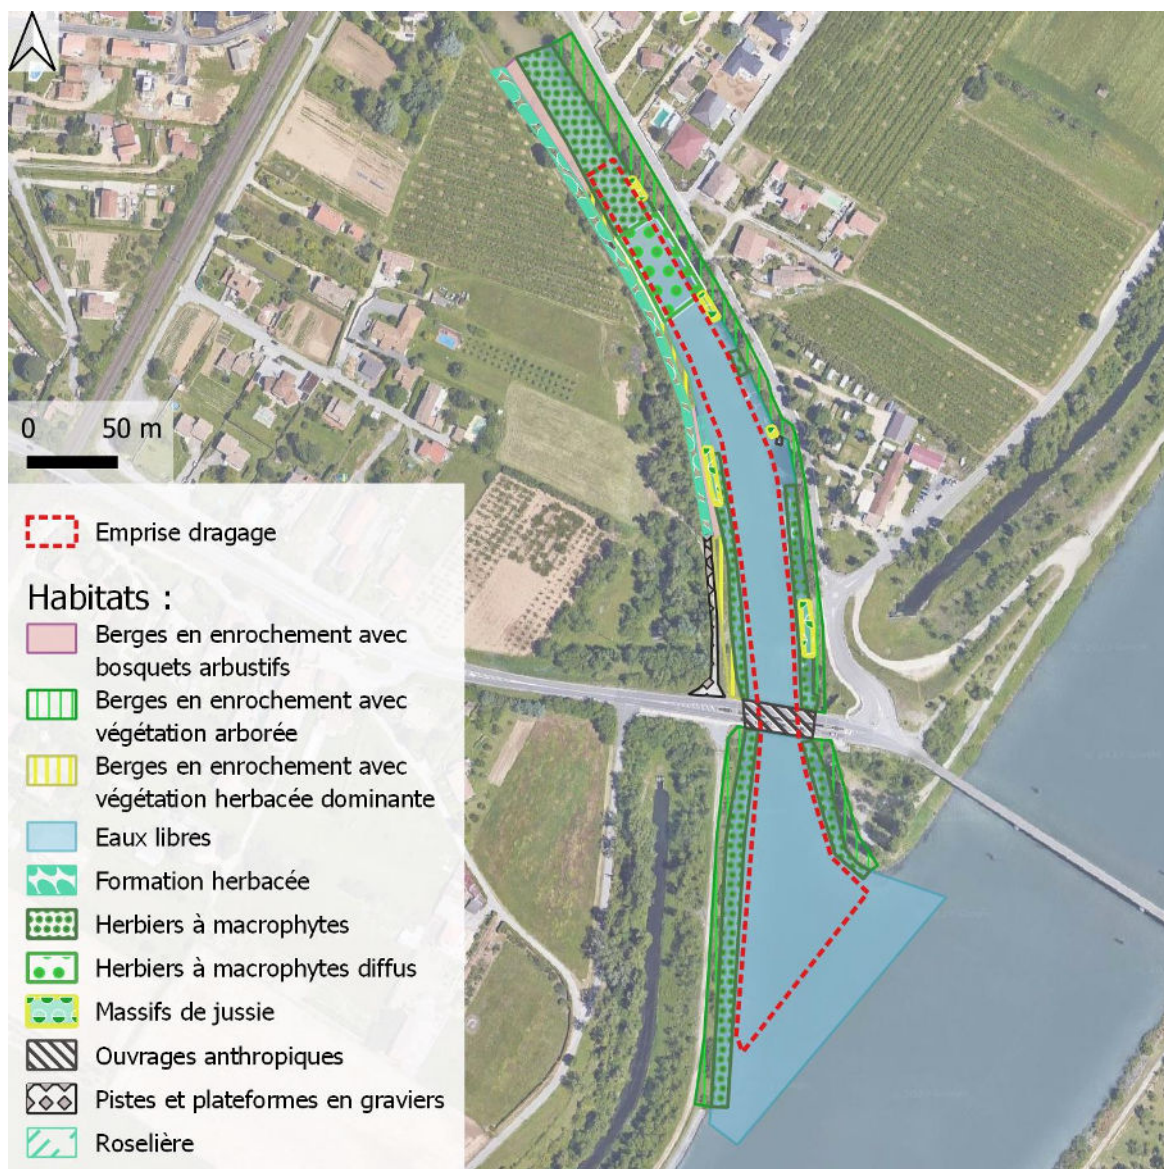 0 50 m
Emprise dragage
Habitats :
Berges en enrochement avec
bosquets arbustifs
Berges en enrochement avec
végétation arborée
Berges en enrochement avec
végétation herbacée dominante
Eaux libres
Formation herbacée
Herbiers à macrophytes
Herbiers à macrophytes diffus
Massifs de jussie
Ouvrages anthropiques
Pistes et plateformes en graviers
Roselière